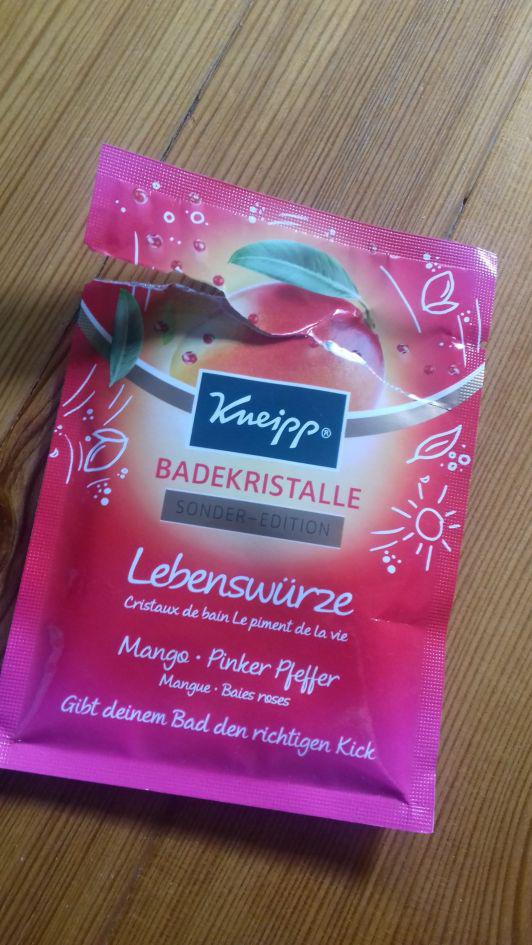 Kneipp®
BADEKRISTALLE
SONDER-EDITION
Lebenswürze
Cristaux de bain Le piment de la vie
Mango · Pinker Pfeffer
Mangue · Baies roses
Gibt deinem Bad den richtigen Kick